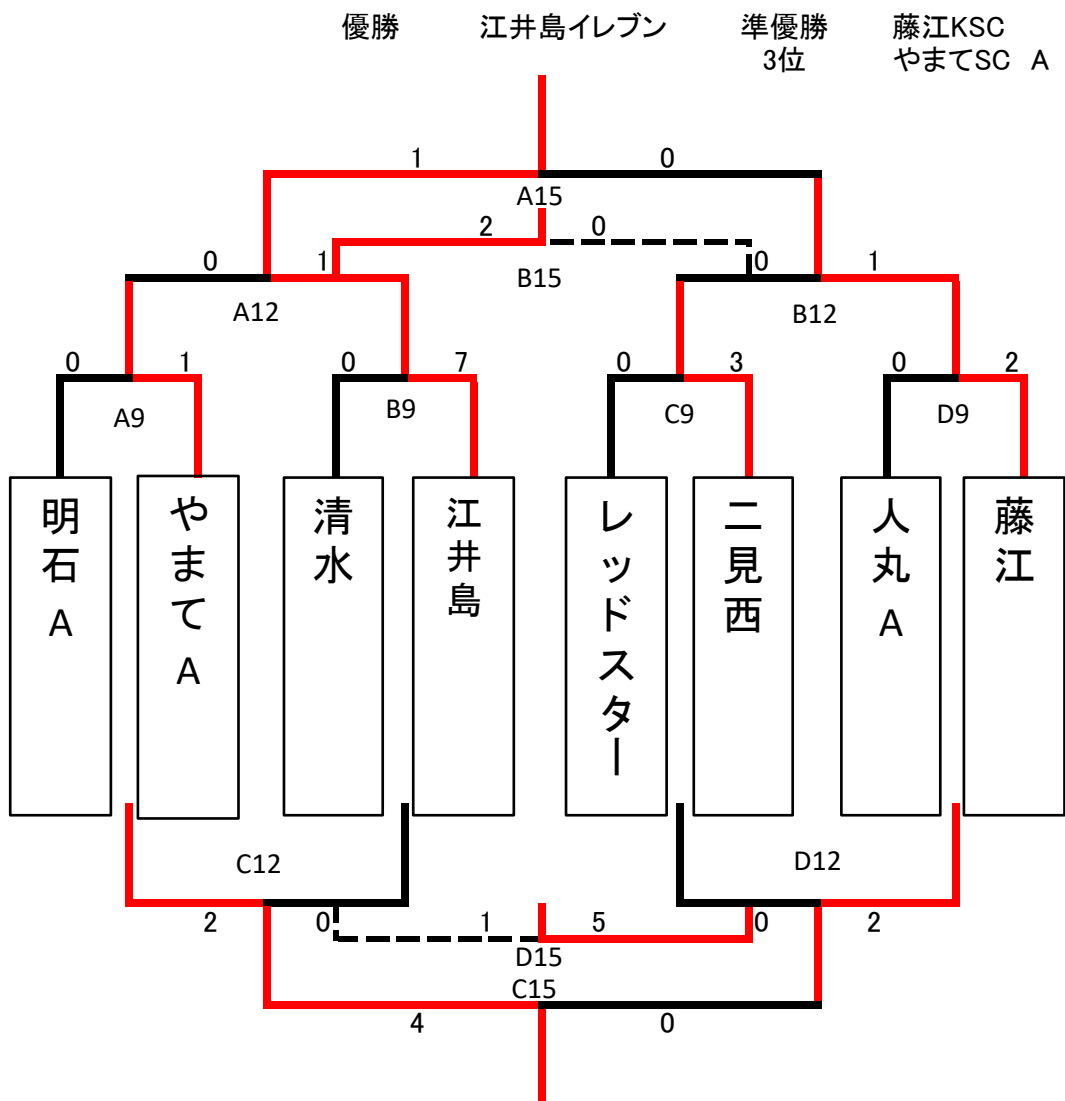 優勝 江井島イレブン 準優勝 藤江KSC
3位 やまてSC A
1 0
A15
2 0
0 1 B15 0 1
A12 B12
0 1 0 7 0 3 0 2
A9 B9 C9 D9
明石A
やまてA
清水
江井島
レッドスター
二見西
人丸A
藤江
C12 D12
2 0 1 5 0 2
D15
C15
4 0